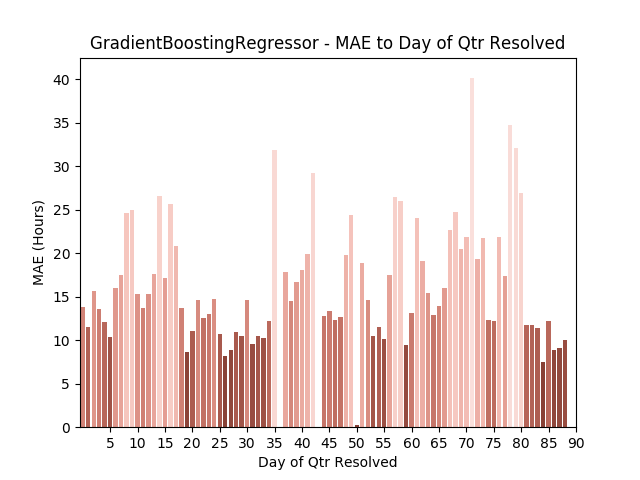 GradientBoostingRegressor - MAE to Day of Qtr Resolved
40
35
30
25
20
15
10
5
0
MAE (Hours)
5 10 15 20 25 30 35 40 45 50 55 60 65 70 75 80 85 90
Day of Qtr Resolved